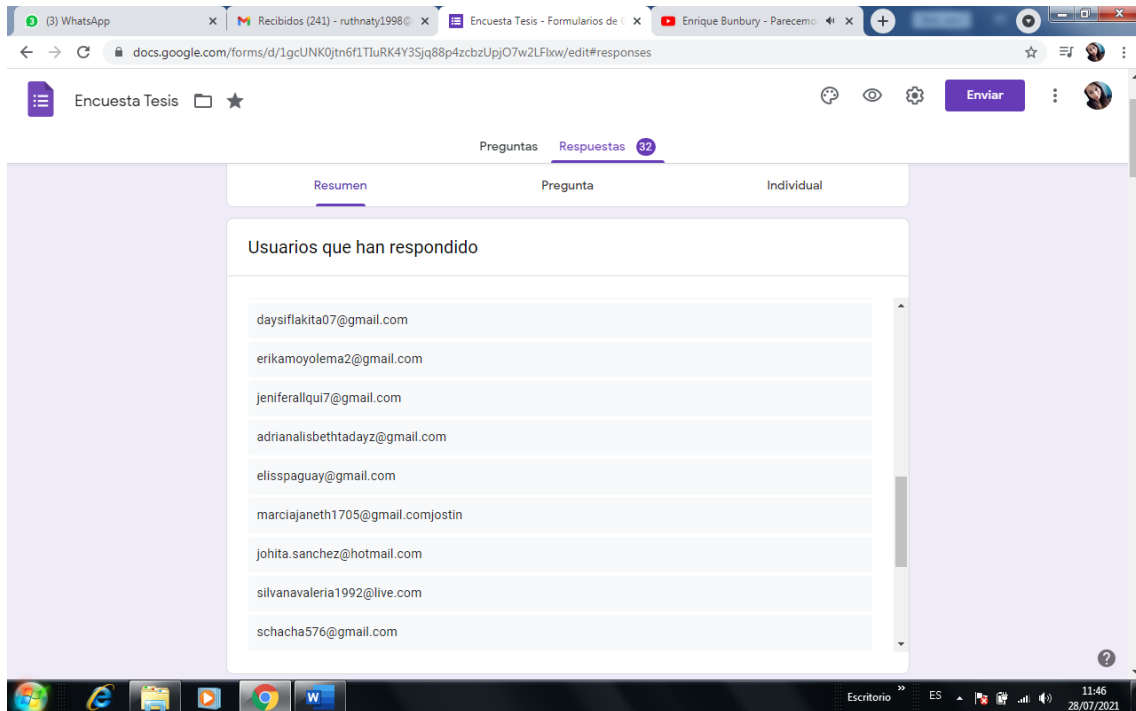 (3) WhatsApp
Recibidos (241) - ruthnaty1998@
Encuesta Tesis - Formularios de
Enrique Bunbury - Parecemo
docs.google.com/forms/d/1gcUNK0jtn6f1TIuRK4Y3Sjq88p4zcbzUpjO7w2LFlxw/edit#responses
Encuesta Tesis
Enviar
Preguntas Respuestas 32
Resumen Pregunta Individual
Usuarios que han respondido
daysiflakita07@gmail.com
erikamoyolema2@gmail.com
jeniferallqui7@gmail.com
adrianalisbethtadayz@gmail.com
elisspaguay@gmail.com
marciajaneth1705@gmail.comjostin
johita.sanchez@hotmail.com
silvanavaleria1992@live.com
schacha576@gmail.com
Escritorio » ES 11:46
28/07/2021